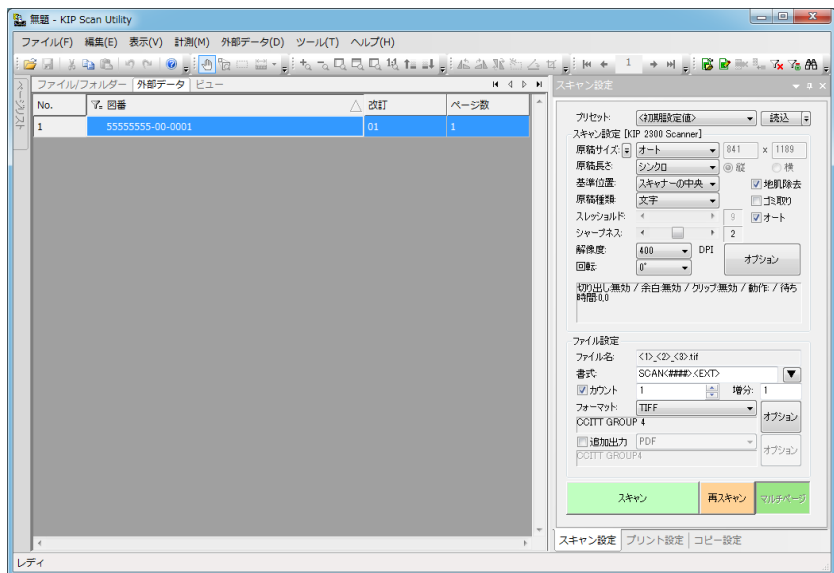 無題 - KIP Scan Utility
ファイル(F) 編集(E) 表示(V) 計測(M) 外部データ(D) ツール(T) ヘルプ(H)
1
ページリスト
ファイル/フォルダー 外部データ ビュー
No. 図番 改訂 ページ数
1 55555555-00-0001 01 1
スキャン設定
プリセット: <初期設定値> 読込
スキャン設定 [KIP 2300 Scanner]
原稿サイズ: オート 841 x 1189
原稿長さ: シンクロ 縦 横
基準位置: スキャナーの中央 地肌除去
原稿種類: 文字 ゴミ取り
スレッショルド: 9 オート
シャープネス: 2
解像度: 400 DPI オプション
回転: 0°
切り出し:無効 / 余白:無効 / クリップ:無効 / 動作: / 待ち
時間:0.0
ファイル設定
ファイル名: <1>_<2>_<3>.tif
書式: SCAN<####>.<EXT>
カウント 1 増分: 1
フォーマット: TIFF オプション
CCITT GROUP 4
追加出力 PDF オプション
CCITT GROUP4
スキャン 再スキャン マルチページ
スキャン設定 プリント設定 コピー設定
レディ